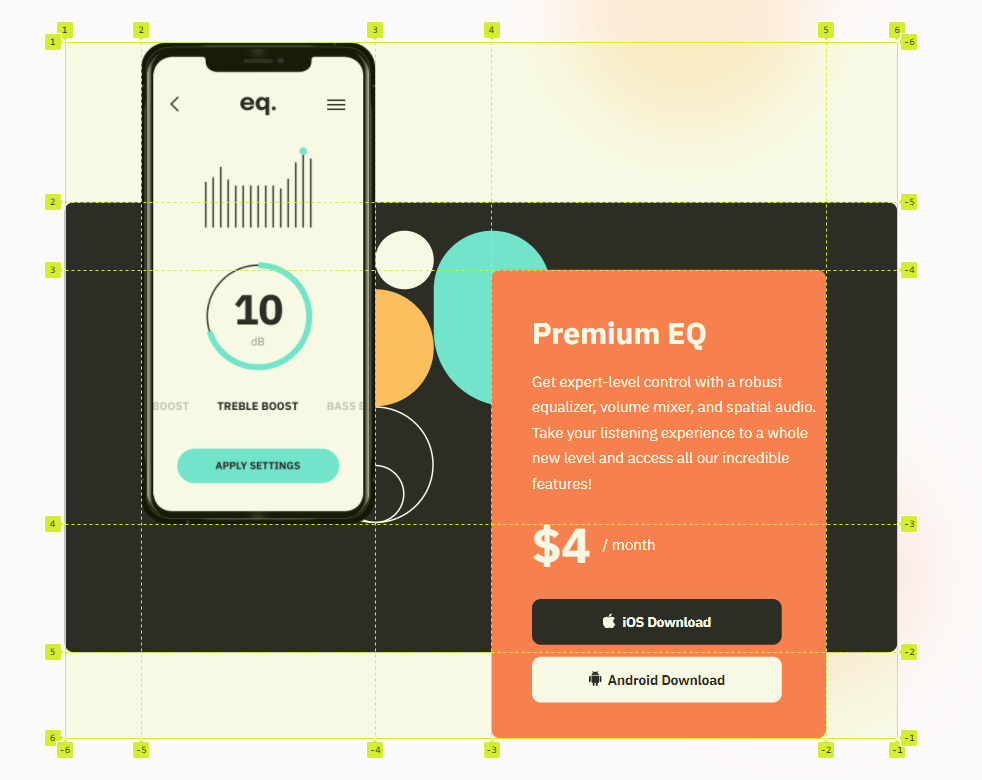 1
2
3
4
5
6
1
-6
eq.
2
-5
3
-4
10
dB
Premium EQ
Get expert-level control with a robust
equalizer, volume mixer, and spatial audio.
Take your listening experience to a whole
new level and access all our incredible
features!
BOOST
TREBLE BOOST
BASS B
APPLY SETTINGS
4
-3
$4 / month
iOS Download
5
-2
Android Download
6
-1
-6
-5
-4
-3
-2
-1